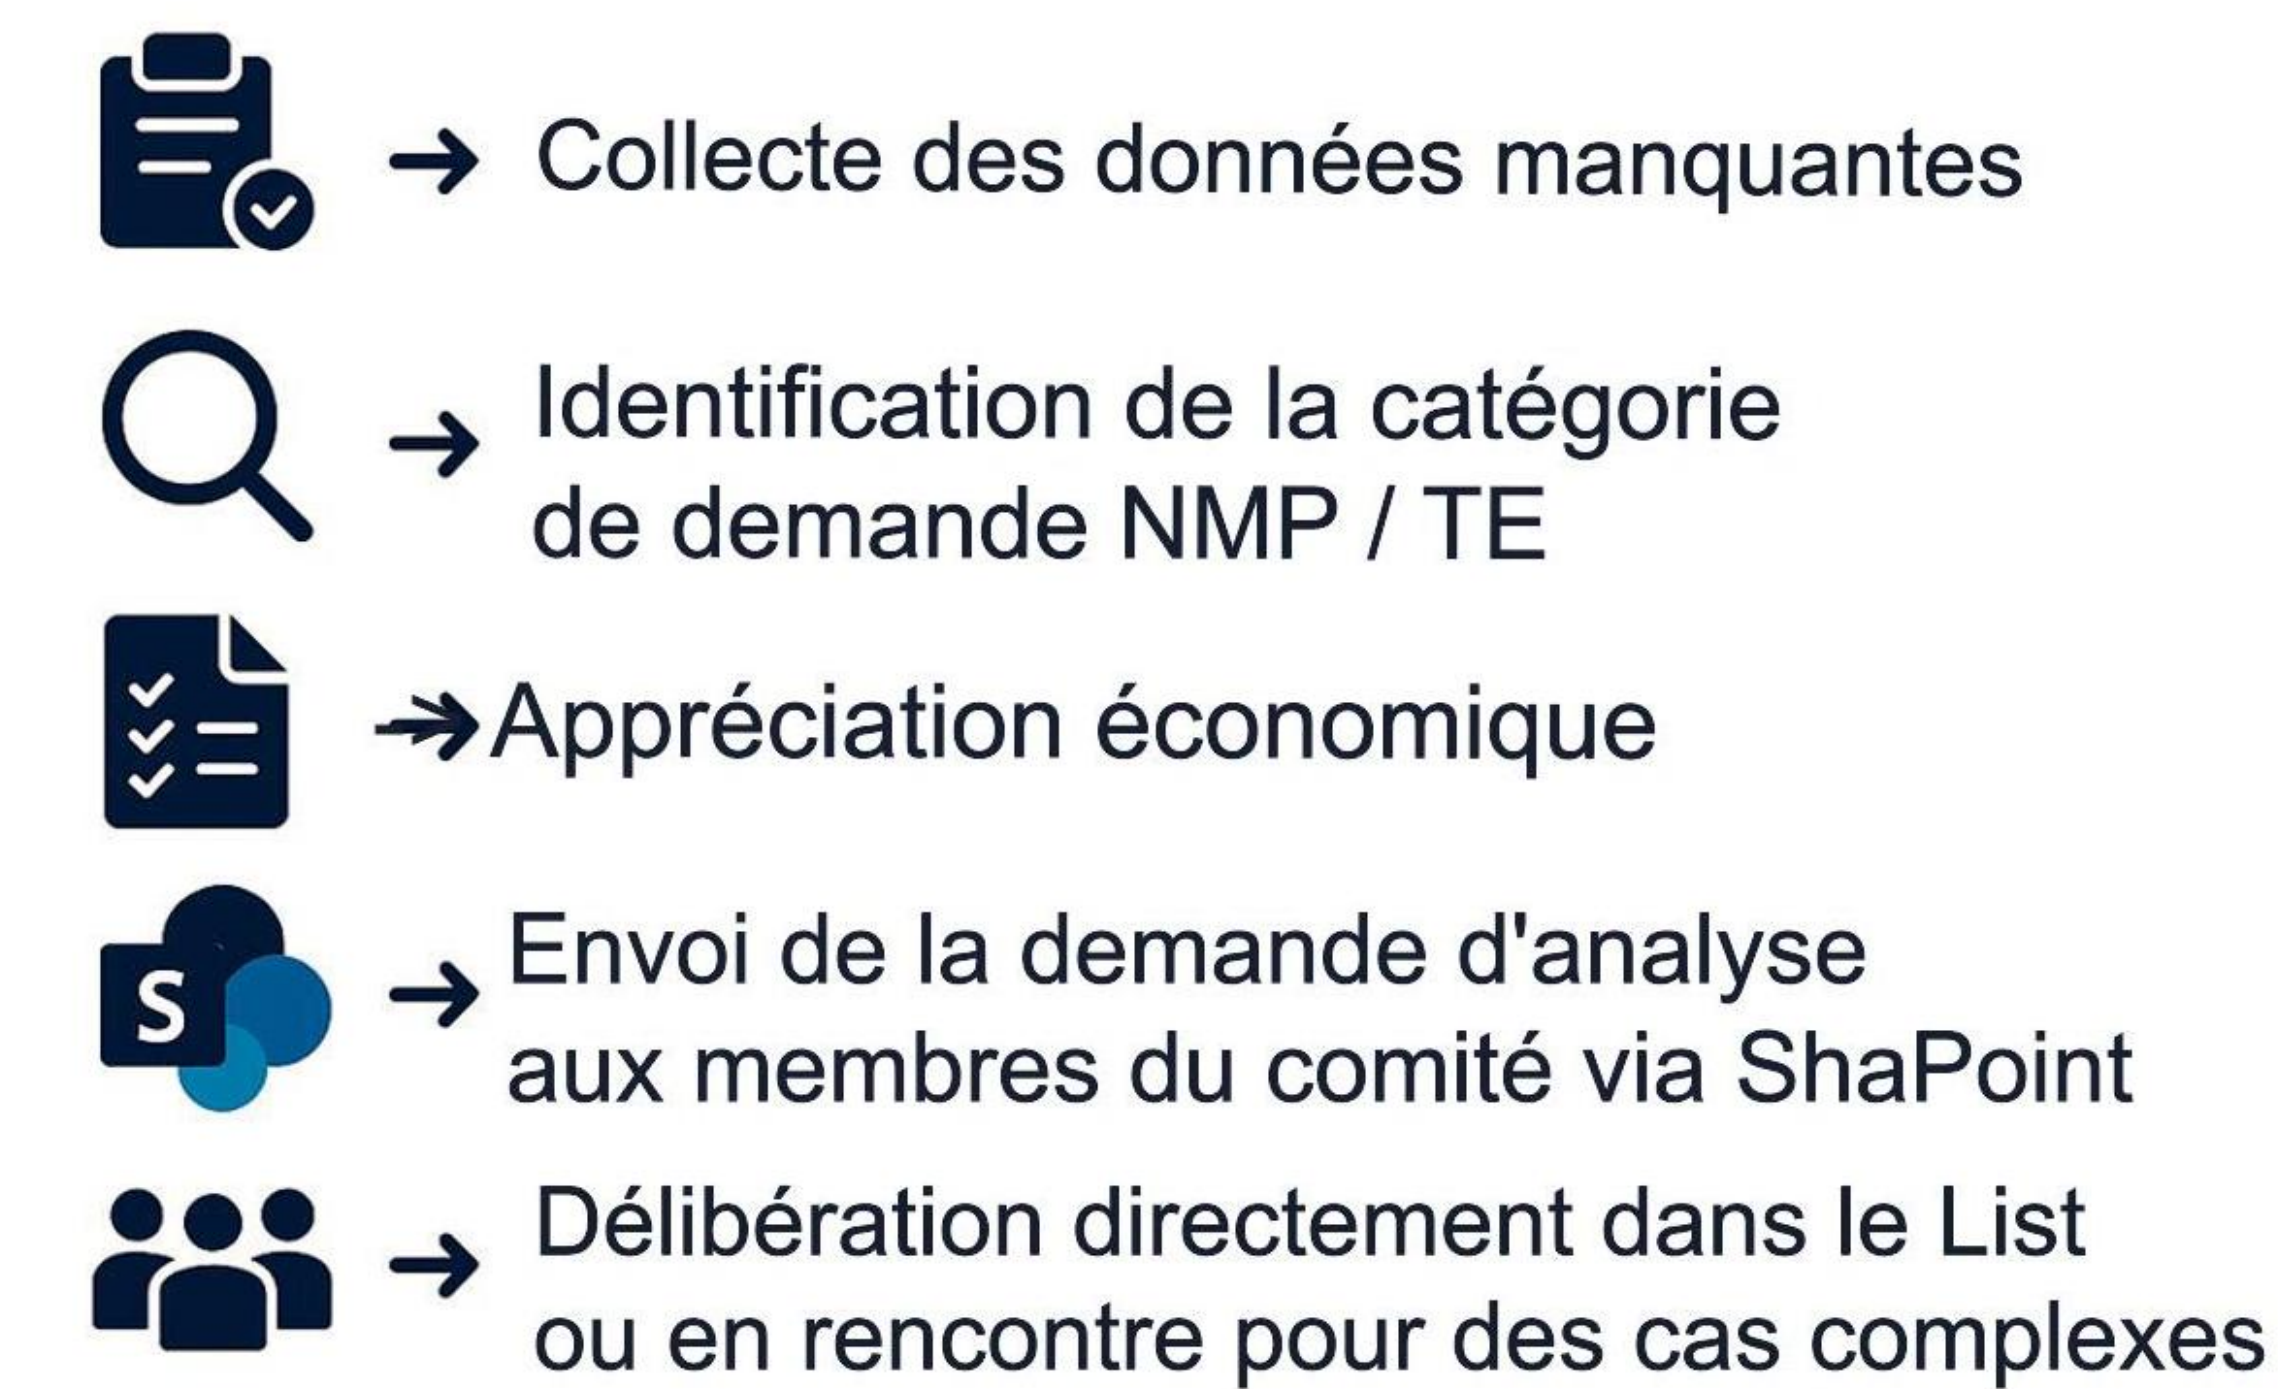 → Collecte des données manquantes
→ Identification de la catégorie
de demande NMP / TE
→ Appréciation économique
S
→ Envoi de la demande d'analyse
aux membres du comité via ShaPoint
→ Délibération directement dans le List
ou en rencontre pour des cas complexes